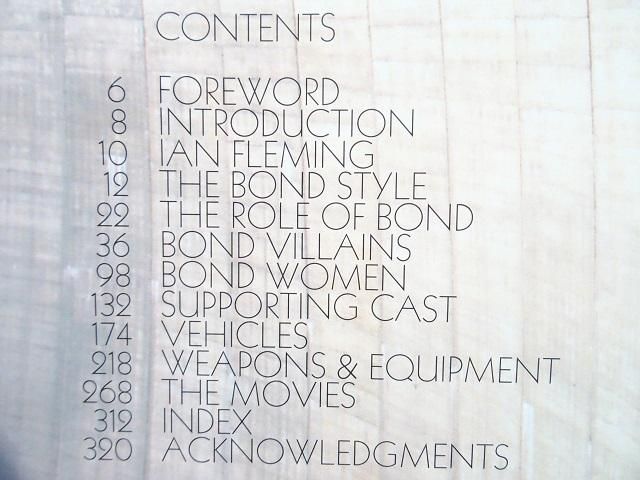 CONTENTS
6 FOREWORD
8 INTRODUCTION
10 IAN FLEMING
12 THE BOND STYLE
22 THE ROLE OF BOND
36 BOND VILLAINS
98 BOND WOMEN
132 SUPPORTING CAST
174 VEHICLES
218 WEAPONS & EQUIPMENT
268 THE MOVIES
312 INDEX
320 ACKNOWLEDGMENTS